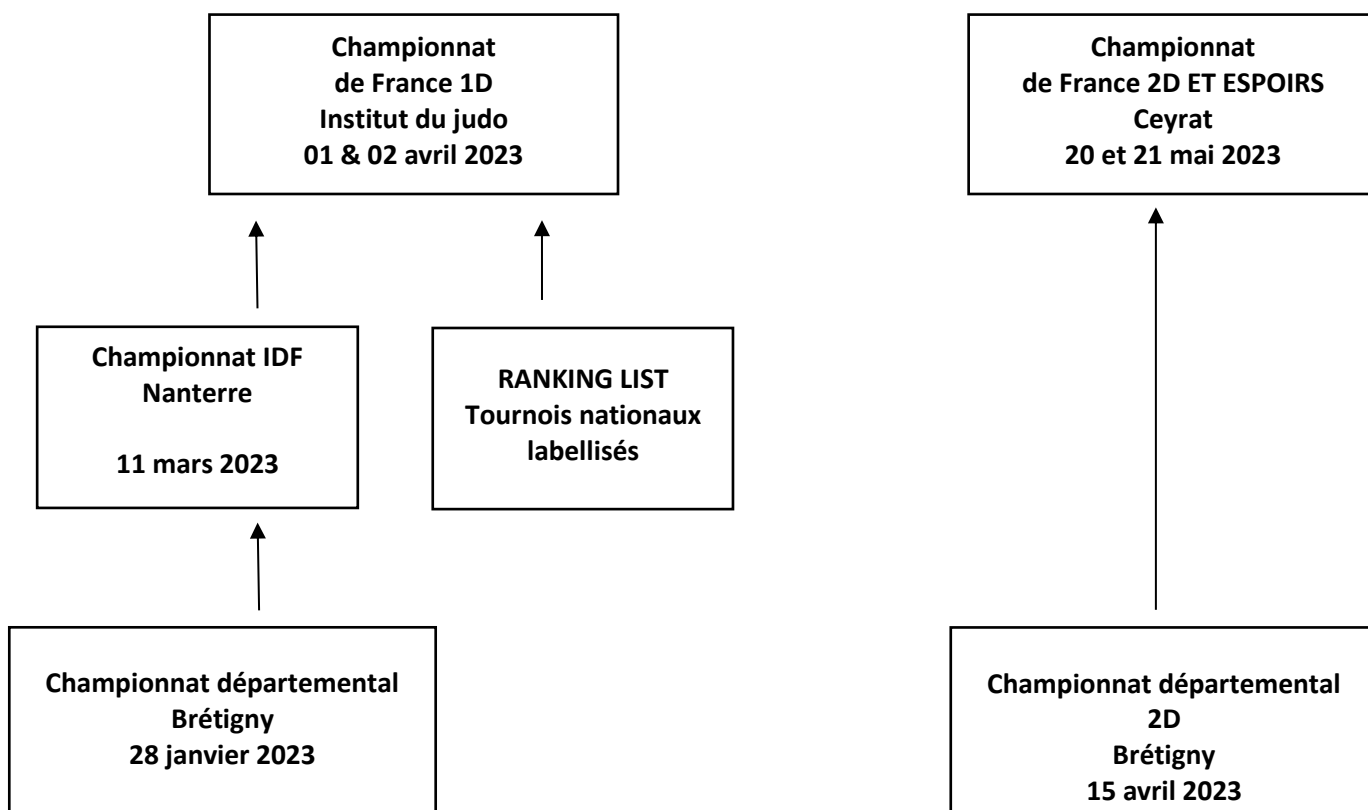 Championnat
de France 1D
Institut du judo
01 & 02 avril 2023
Championnat
de France 2D ET ESPOIRS
Ceyrat
20 et 21 mai 2023
Championnat IDF
Nanterre
11 mars 2023
RANKING LIST
Tournois nationaux
labellisés
Championnat départemental
Brétigny
28 janvier 2023
Championnat départemental
2D
Brétigny
15 avril 2023